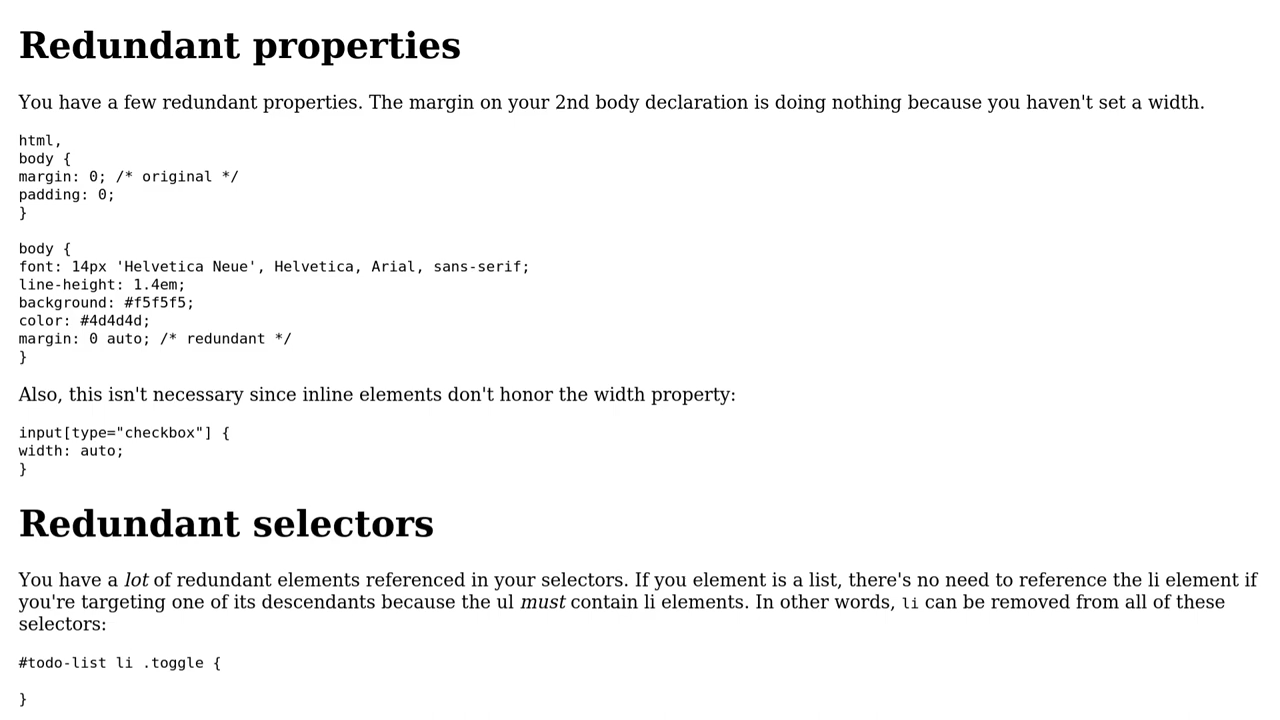 Redundant properties
You have a few redundant properties. The margin on your 2nd body declaration is doing nothing because you haven't set a width.
html,
body {
margin: 0; /* original */
padding: 0;
}
body {
font: 14px 'Helvetica Neue', Helvetica, Arial, sans-serif;
line-height: 1.4em;
background: #f5f5f5;
color: #4d4d4d;
margin: 0 auto; /* redundant */
}
Also, this isn't necessary since inline elements don't honor the width property:
input[type="checkbox"] {
width: auto;
}
Redundant selectors
You have a lot of redundant elements referenced in your selectors. If you element is a list, there's no need to reference the li element if
you're targeting one of its descendants because the ul must contain li elements. In other words, li can be removed from all of these
selectors:
#todo-list li .toggle {
}